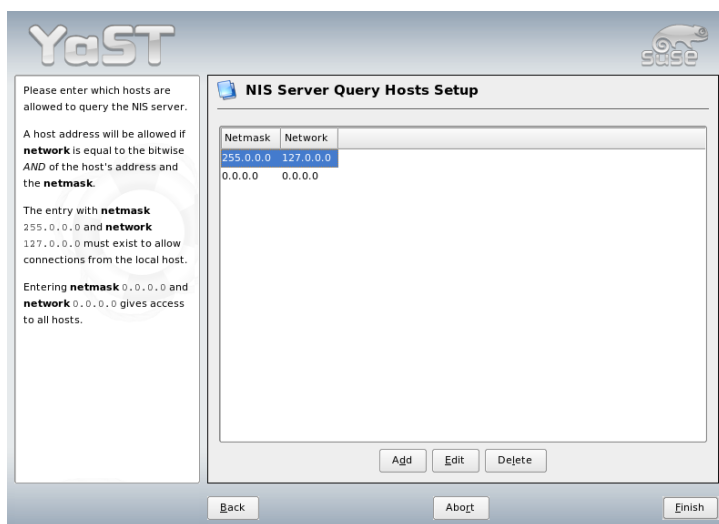 YaST
SUSE
Please enter which hosts are
allowed to query the NIS server.
A host address will be allowed if
network is equal to the bitwise
AND of the host's address and
the netmask.
The entry with netmask
255.0.0.0 and network
127.0.0.0 must exist to allow
connections from the local host.
Entering netmask 0.0.0.0 and
network 0.0.0.0 gives access
to all hosts.
NIS Server Query Hosts Setup
Netmask Network
255.0.0.0 127.0.0.0
0.0.0.0 0.0.0.0
Add Edit Delete
Back Abort Finish